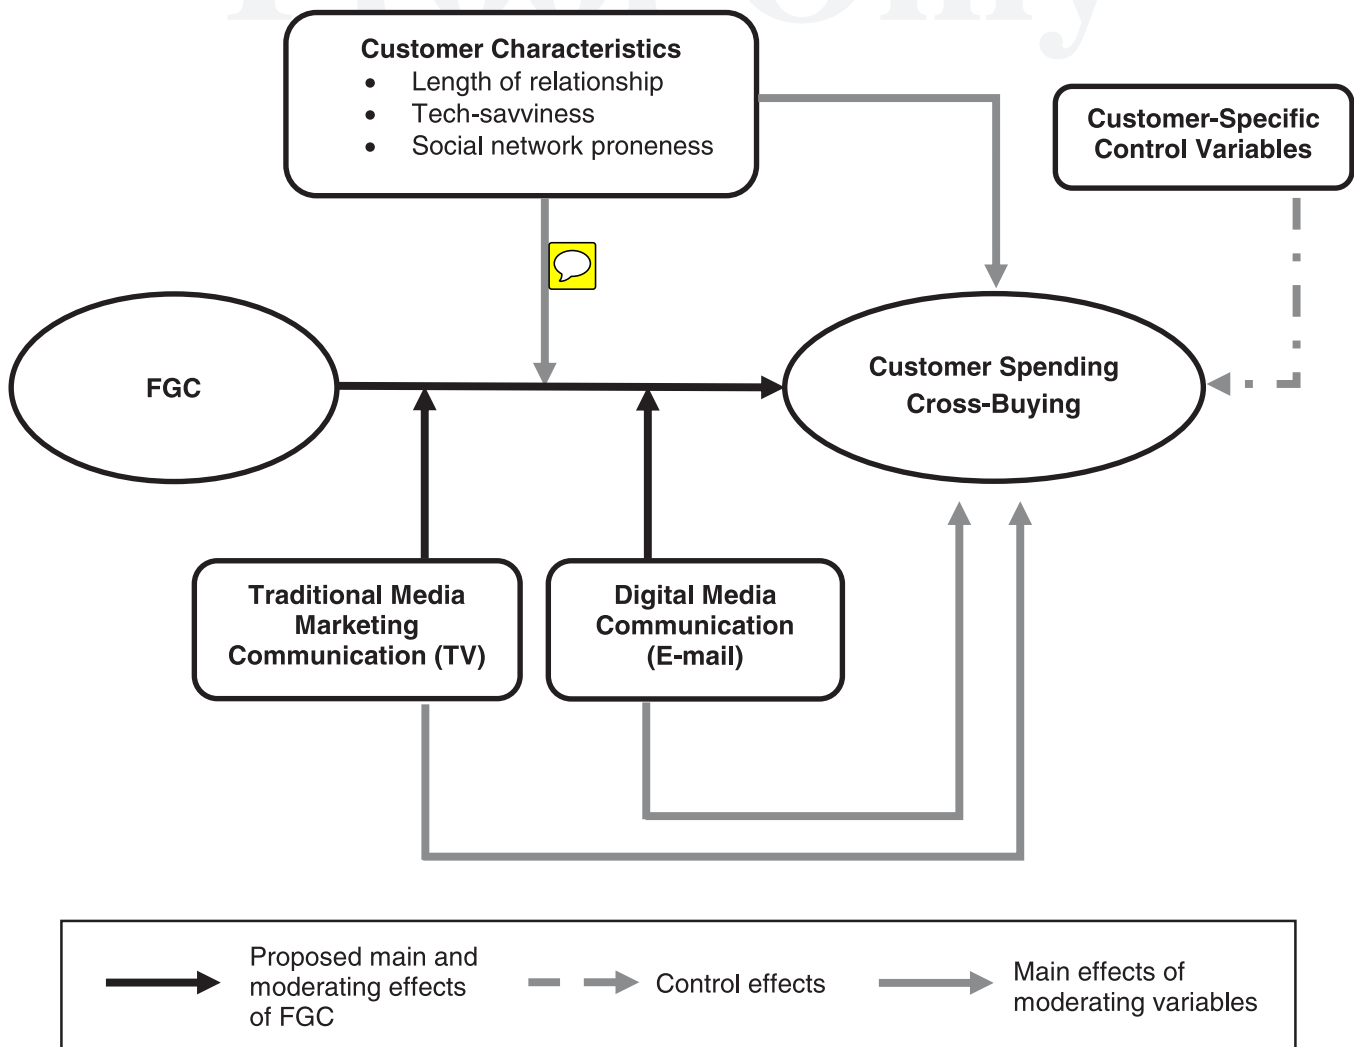 Proof Only
Customer Characteristics
• Length of relationship
• Tech-savviness
• Social network proneness
Customer-Specific
Control Variables
FGC
Customer Spending
Cross-Buying
Traditional Media
Marketing
Communication (TV)
Digital Media
Communication
(E-mail)
Proposed main and
moderating effects
of FGC
Control effects
Main effects of
moderating variables